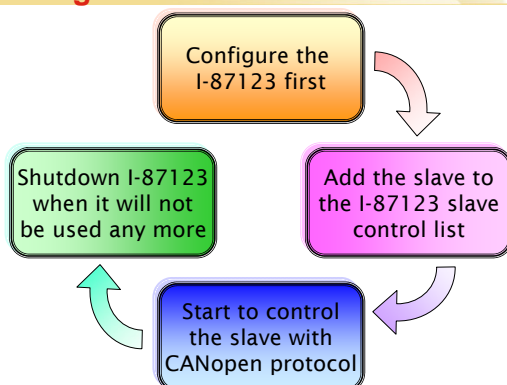 Configure the
I-87123 first
Add the slave to
the I-87123 slave
control list
Start to control
the slave with
CANopen protocol
Shutdown I-87123
when it will not
be used any more